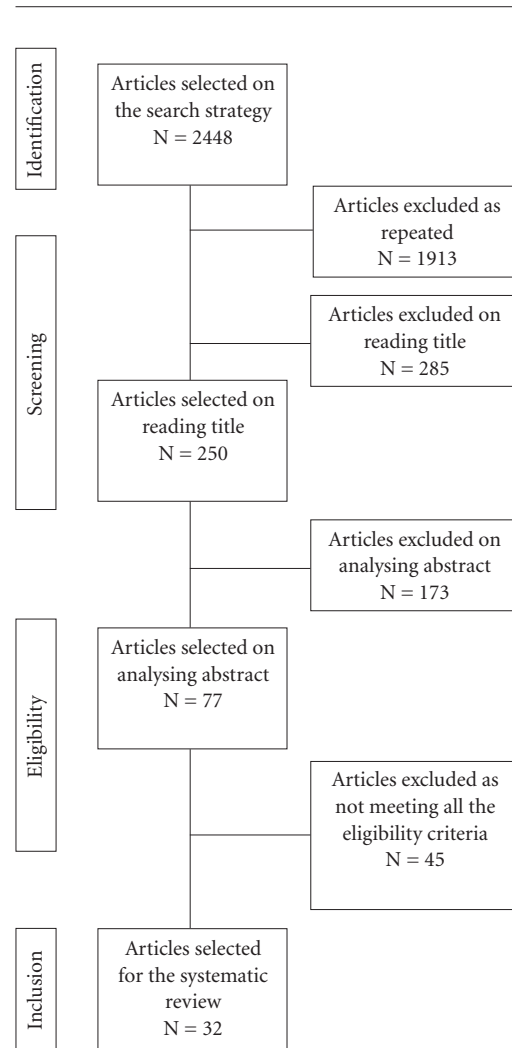 Identification
Articles selected on
the search strategy
N = 2448
Articles excluded as
repeated
N = 1913
Screening
Articles excluded on
reading title
N = 285
Articles selected on
reading title
N = 250
Articles excluded on
analysing abstract
N = 173
Eligibility
Articles selected on
analysing abstract
N = 77
Articles excluded as
not meeting all the
eligibility criteria
N = 45
Inclusion
Articles selected
for the systematic
review
N = 32